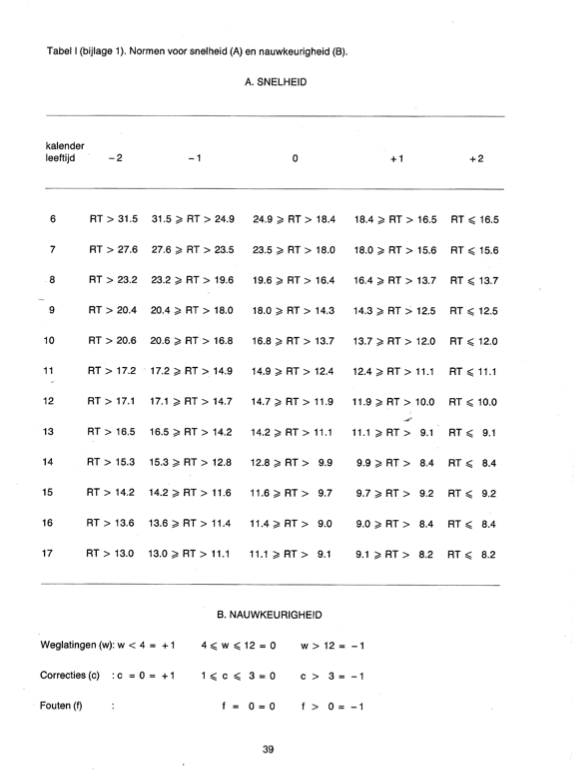 Tabel I (bijlage 1). Normen voor snelheid (A) en nauwkeurigheid (B).
A. SNELHEID
kalender
leeftijd −2 −1 0 +1 +2
6 RT > 31.5 31.5 ⩾ RT > 24.9 24.9 ⩾ RT > 18.4 18.4 ⩾ RT > 16.5 RT ⩽ 16.5
7 RT > 27.6 27.6 ⩾ RT > 23.5 23.5 ⩾ RT > 18.0 18.0 ⩾ RT > 15.6 RT ⩽ 15.6
8 RT > 23.2 23.2 ⩾ RT > 19.6 19.6 ⩾ RT > 16.4 16.4 ⩾ RT > 13.7 RT ⩽ 13.7
9 RT > 20.4 20.4 ⩾ RT > 18.0 18.0 ⩾ RT > 14.3 14.3 ⩾ RT > 12.5 RT ⩽ 12.5
10 RT > 20.6 20.6 ⩾ RT > 16.8 16.8 ⩾ RT > 13.7 13.7 ⩾ RT > 12.0 RT ⩽ 12.0
11 RT > 17.2 17.2 ⩾ RT > 14.9 14.9 ⩾ RT > 12.4 12.4 ⩾ RT > 11.1 RT ⩽ 11.1
12 RT > 17.1 17.1 ⩾ RT > 14.7 14.7 ⩾ RT > 11.9 11.9 ⩾ RT > 10.0 RT ⩽ 10.0
13 RT > 16.5 16.5 ⩾ RT > 14.2 14.2 ⩾ RT > 11.1 11.1 ⩾ RT > 9.1 RT ⩽ 9.1
14 RT > 15.3 15.3 ⩾ RT > 12.8 12.8 ⩾ RT > 9.9 9.9 ⩾ RT > 8.4 RT ⩽ 8.4
15 RT > 14.2 14.2 ⩾ RT > 11.6 11.6 ⩾ RT > 9.7 9.7 ⩾ RT > 9.2 RT ⩽ 9.2
16 RT > 13.6 13.6 ⩾ RT > 11.4 11.4 ⩾ RT > 9.0 9.0 ⩾ RT > 8.4 RT ⩽ 8.4
17 RT > 13.0 13.0 ⩾ RT > 11.1 11.1 ⩾ RT > 9.1 9.1 ⩾ RT > 8.2 RT ⩽ 8.2
B. NAUWKEURIGHEID
Weglatingen (w): w < 4 = +1 4 ⩽ w ⩽ 12 = 0 w > 12 = −1
Correcties (c) : c = 0 = +1 1 ⩽ c ⩽ 3 = 0 c > 3 = −1
Fouten (f) : f = 0 = 0 f > 0 = −1
39